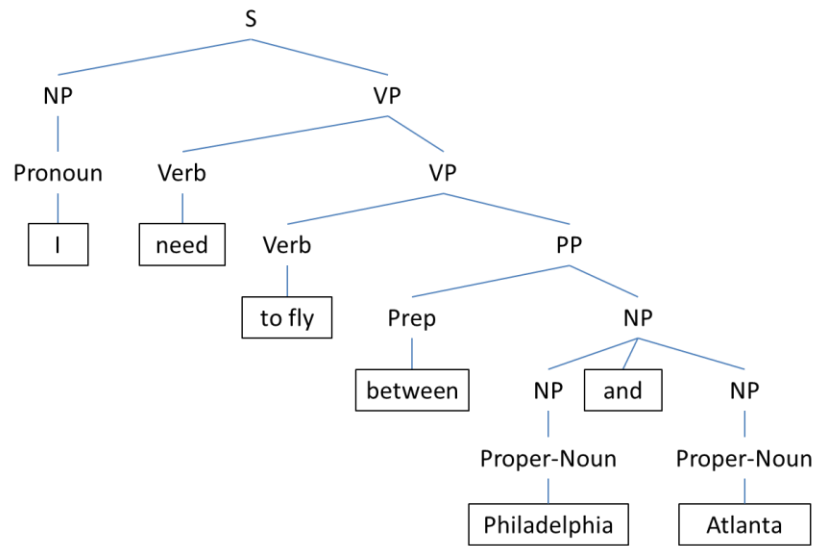 S
NP VP
Pronoun Verb VP
I need Verb PP
to fly Prep NP
between NP and NP
Proper-Noun Proper-Noun
Philadelphia Atlanta